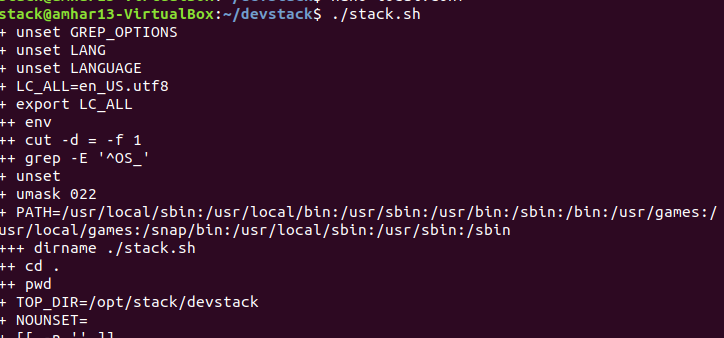 stack@amhar13-VirtualBox:~/devstack$ ./stack.sh
+ unset GREP_OPTIONS
+ unset LANG
+ unset LANGUAGE
+ LC_ALL=en_US.utf8
+ export LC_ALL
++ env
++ cut -d = -f 1
++ grep -E '^OS_'
+ unset
+ umask 022
+ PATH=/usr/local/sbin:/usr/local/bin:/usr/sbin:/usr/bin:/sbin:/bin:/usr/games:/
usr/local/games:/snap/bin:/usr/local/sbin:/usr/sbin:/sbin
+++ dirname ./stack.sh
++ cd .
++ pwd
+ TOP_DIR=/opt/stack/devstack
+ NOUNSET=